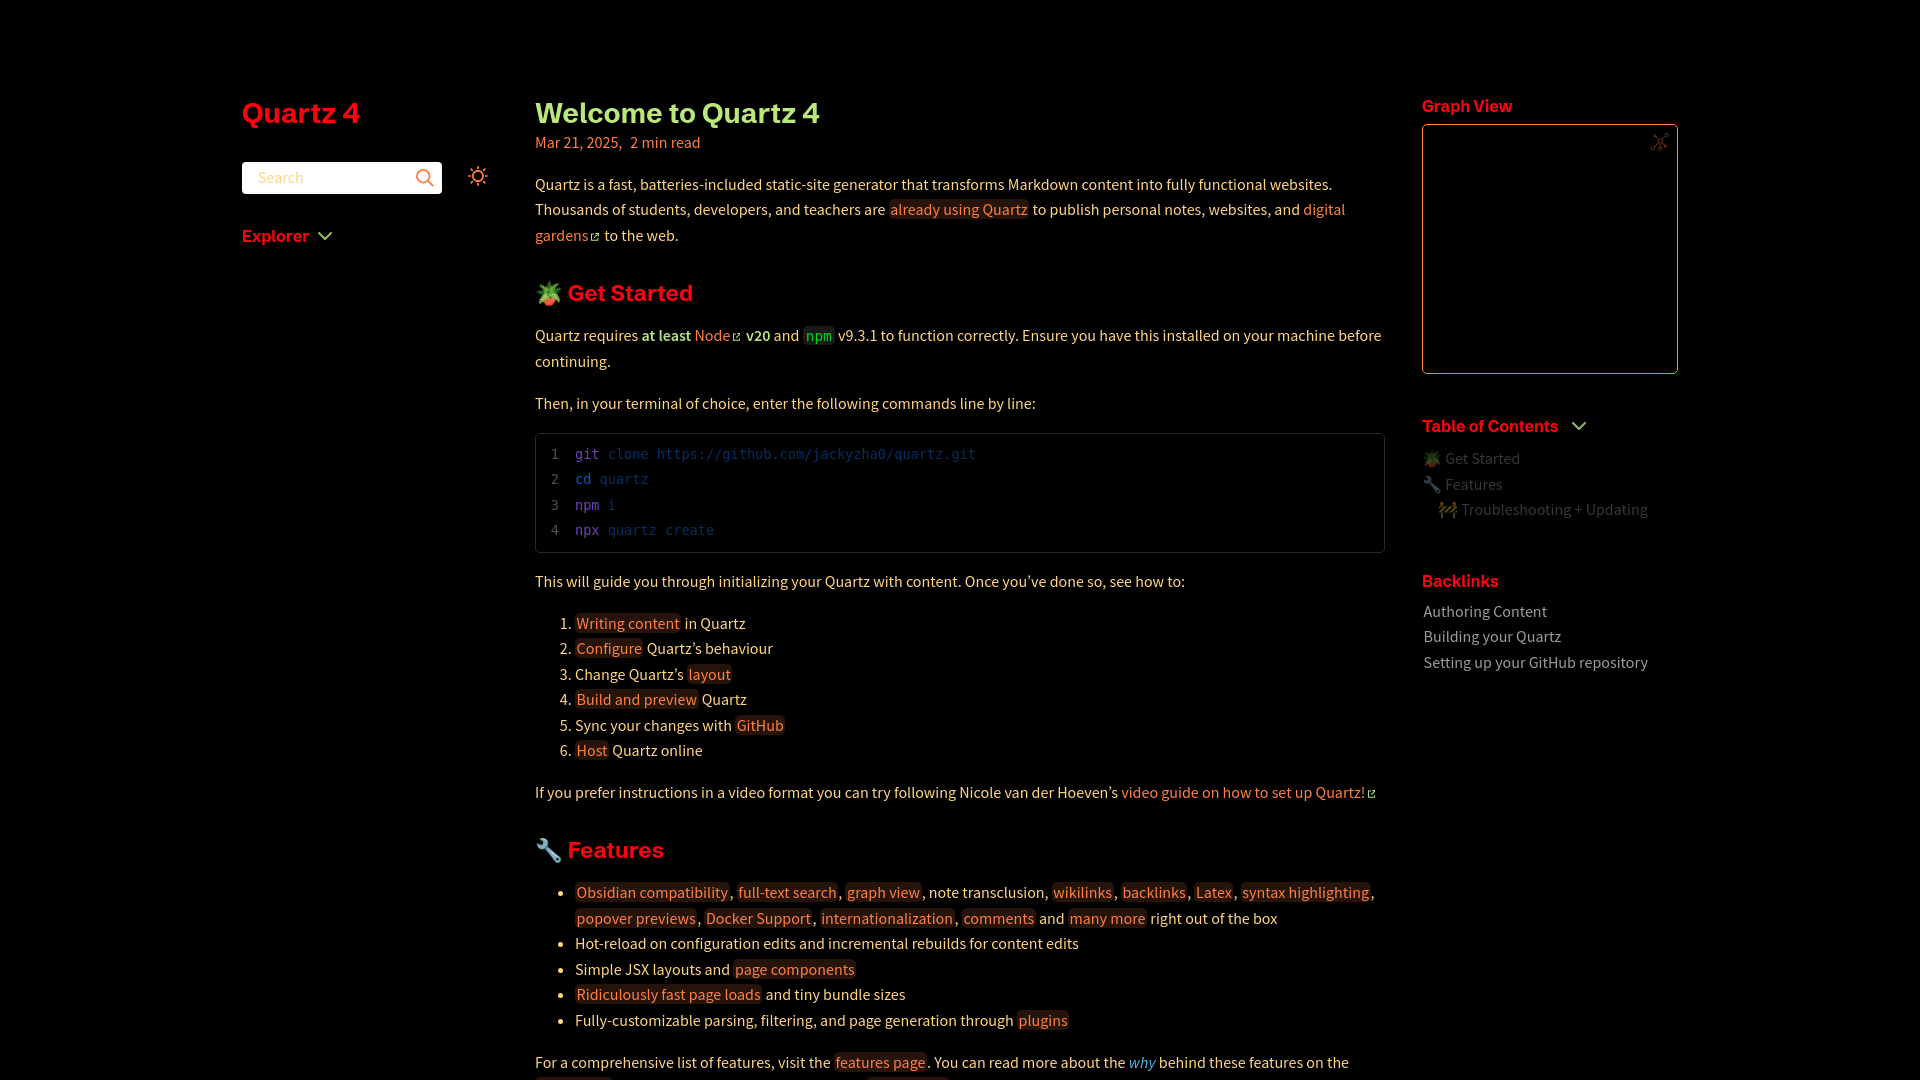 Quartz 4
Search
Explorer
Welcome to Quartz 4
Mar 21, 2025, 2 min read
Quartz is a fast, batteries-included static-site generator that transforms Markdown content into fully functional websites.
Thousands of students, developers, and teachers are already using Quartz to publish personal notes, websites, and digital
gardens to the web.
🪴 Get Started
Quartz requires at least Node v20 and npm v9.3.1 to function correctly. Ensure you have this installed on your machine before
continuing.
Then, in your terminal of choice, enter the following commands line by line:
1 git clone https://github.com/jackyzha0/quartz.git
2 cd quartz
3 npm i
4 npx quartz create
This will guide you through initializing your Quartz with content. Once you’ve done so, see how to:
1. Writing content in Quartz
2. Configure Quartz’s behaviour
3. Change Quartz’s layout
4. Build and preview Quartz
5. Sync your changes with GitHub
6. Host Quartz online
If you prefer instructions in a video format you can try following Nicole van der Hoeven’s video guide on how to set up Quartz!
🔧 Features
• Obsidian compatibility, full-text search, graph view, note transclusion, wikilinks, backlinks, Latex, syntax highlighting,
popover previews, Docker Support, internationalization, comments and many more right out of the box
• Hot-reload on configuration edits and incremental rebuilds for content edits
• Simple JSX layouts and page components
• Ridiculously fast page loads and tiny bundle sizes
• Fully-customizable parsing, filtering, and page generation through plugins
For a comprehensive list of features, visit the features page. You can read more about the why behind these features on the
Graph View
Table of Contents
🪴 Get Started
🔧 Features
🚧 Troubleshooting + Updating
Backlinks
Authoring Content
Building your Quartz
Setting up your GitHub repository